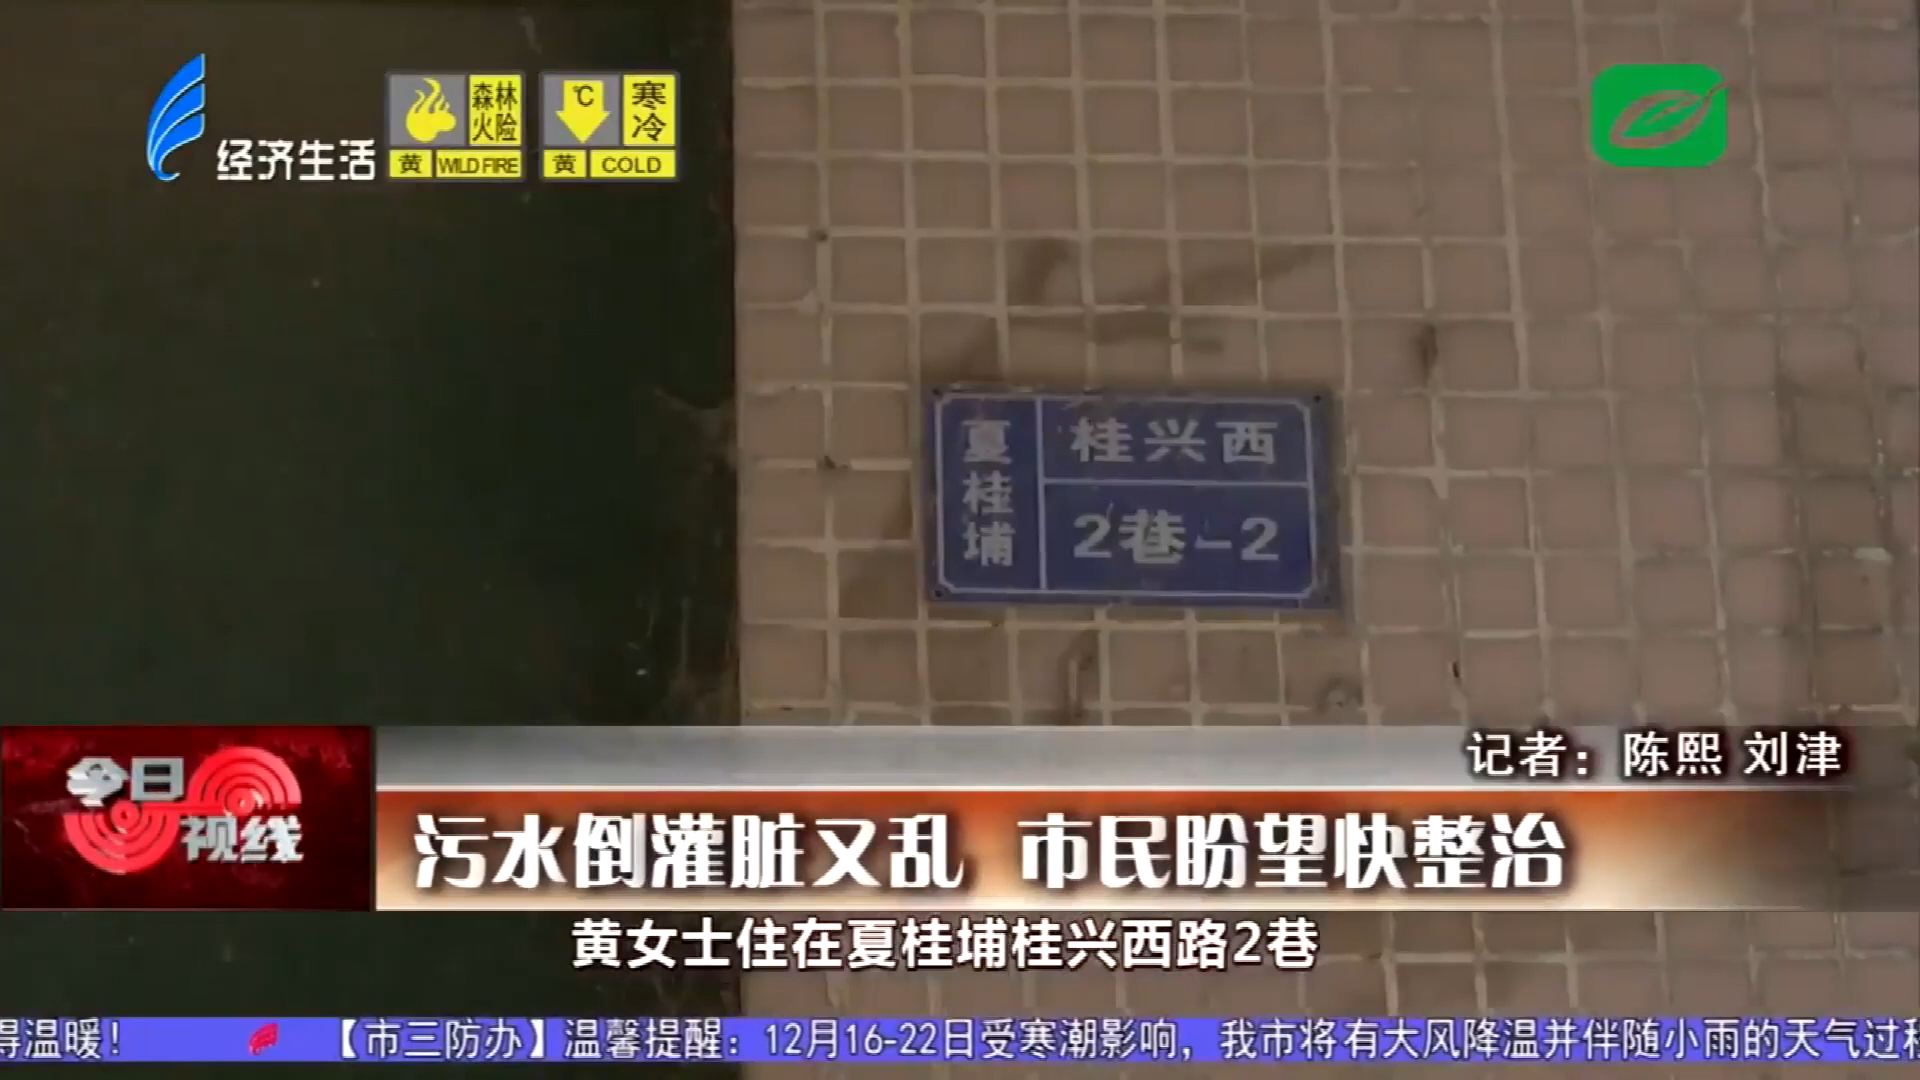 经济生活
森林
火险
黄 WILD FIRE
℃
寒
冷
黄 COLD
夏桂埔
桂兴西
2巷-2
记者：陈熙 刘津
今日
视线
污水倒灌脏又乱 市民盼望快整治
黄女士住在夏桂埔桂兴西路2巷
得温暖！ 【市三防办】温馨提醒：12月16-22日受寒潮影响，我市将有大风降温并伴随小雨的天气过程